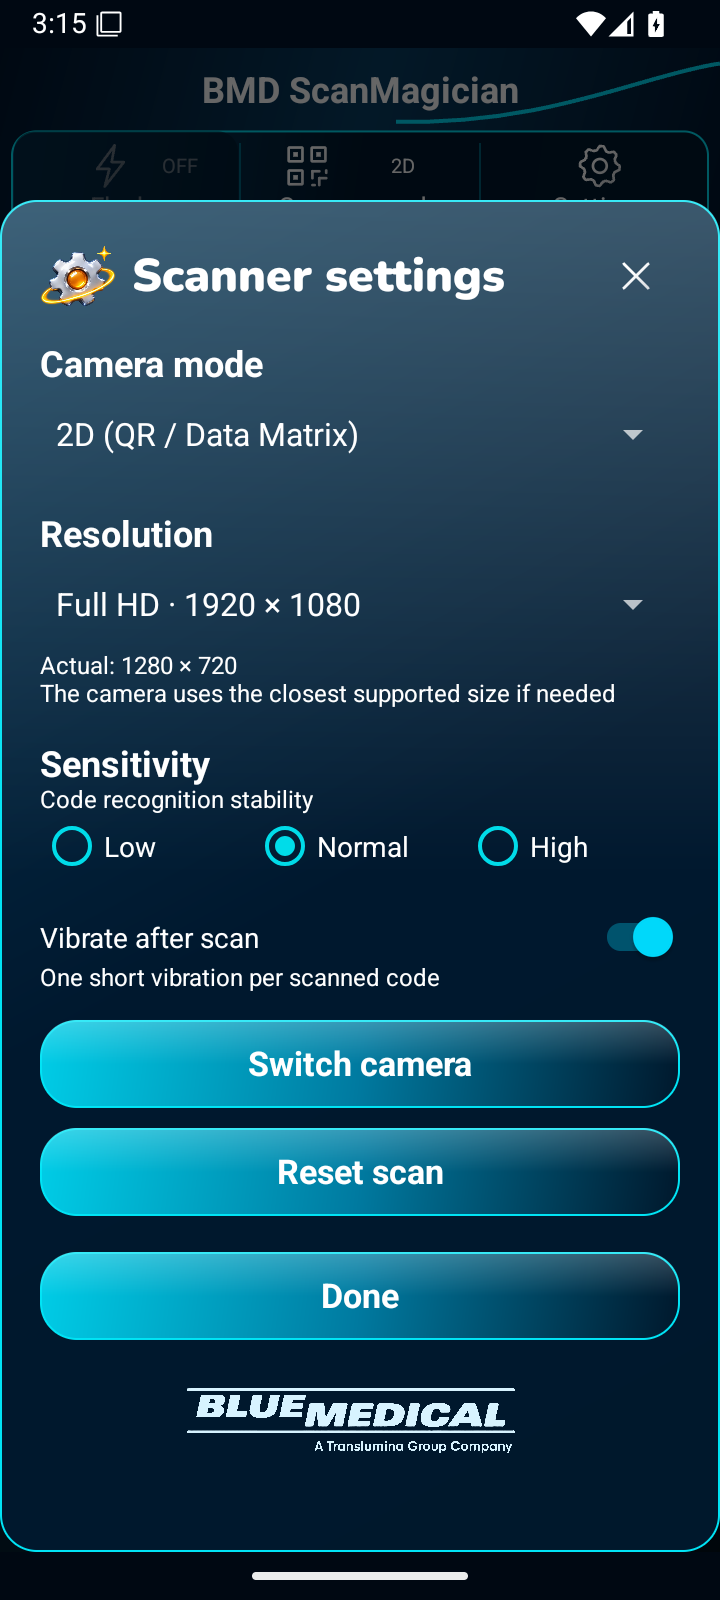 3:15
BMD ScanMagician
OFF
2D
Scanner settings
Camera mode
2D (QR / Data Matrix)
Resolution
Full HD · 1920 × 1080
Actual: 1280 × 720
The camera uses the closest supported size if needed
Sensitivity
Code recognition stability
Low
Normal
High
Vibrate after scan
One short vibration per scanned code
Switch camera
Reset scan
Done
BLUEMEDICAL
A Translumina Group Company